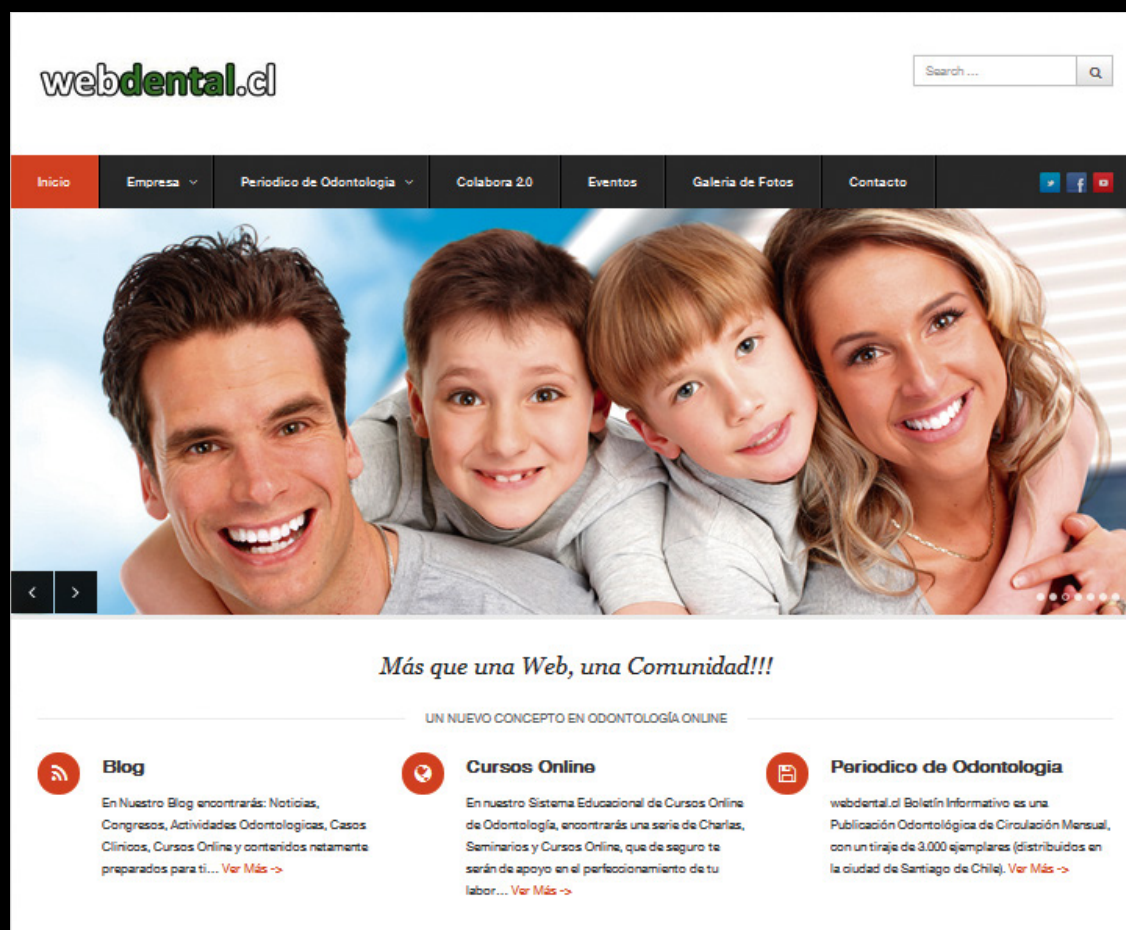 webdental.cl
Search ...
Inicio
Empresa
Periodico de Odontologia
Colabora 2.0
Eventos
Galeria de Fotos
Contacto
Más que una Web, una Comunidad!!!
UN NUEVO CONCEPTO EN ODONTOLOGÍA ONLINE
Blog
En Nuestro Blog encontrarás: Noticias,
Congresos, Actividades Odontologicas, Casos
Clinicos, Cursos Online y contenidos netamente
preparados para ti... Ver Más ->
Cursos Online
En nuestro Sistema Educacional de Cursos Online
de Odontología, encontrarás una serie de Charlas,
Seminarios y Cursos Online, que de seguro te
serán de apoyo en el perfeccionamiento de tu
labor... Ver Más ->
Periodico de Odontologia
webdental.cl Boletín Informativo es una
Publicación Odontológica de Circulación Mensual,
con un tiraje de 3.000 ejemplares (distribuidos en
la ciudad de Santiago de Chile). Ver Más ->